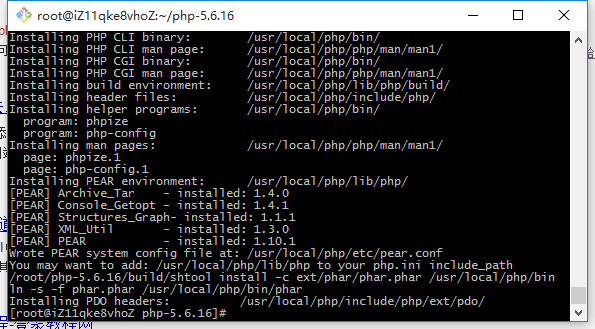 root@iZ11qke8vhoZ:~/php-5.6.16
Installing PHP CLI binary: /usr/local/php/bin/
Installing PHP CLI man page: /usr/local/php/php/man/man1/
Installing PHP CGI binary: /usr/local/php/bin/
Installing PHP CGI man page: /usr/local/php/php/man/man1/
Installing build environment: /usr/local/php/lib/php/build/
Installing header files: /usr/local/php/include/php/
Installing helper programs: /usr/local/php/bin/
program: phpize
program: php-config
Installing man pages: /usr/local/php/php/man/man1/
page: phpize.1
page: php-config.1
Installing PEAR environment: /usr/local/php/lib/php/
[PEAR] Archive_Tar - installed: 1.4.0
[PEAR] Console_Getopt - installed: 1.4.1
[PEAR] Structures_Graph- installed: 1.1.1
[PEAR] XML_Util - installed: 1.3.0
[PEAR] PEAR - installed: 1.10.1
Wrote PEAR system config file at: /usr/local/php/etc/pear.conf
You may want to add: /usr/local/php/lib/php to your php.ini include_path
/root/php-5.6.16/build/shtool install -c ext/phar/phar.phar /usr/local/php/bin
ln -s -f phar.phar /usr/local/php/bin/phar
Installing PDO headers: /usr/local/php/include/php/ext/pdo/
[root@iZ11qke8vhoZ php-5.6.16]#